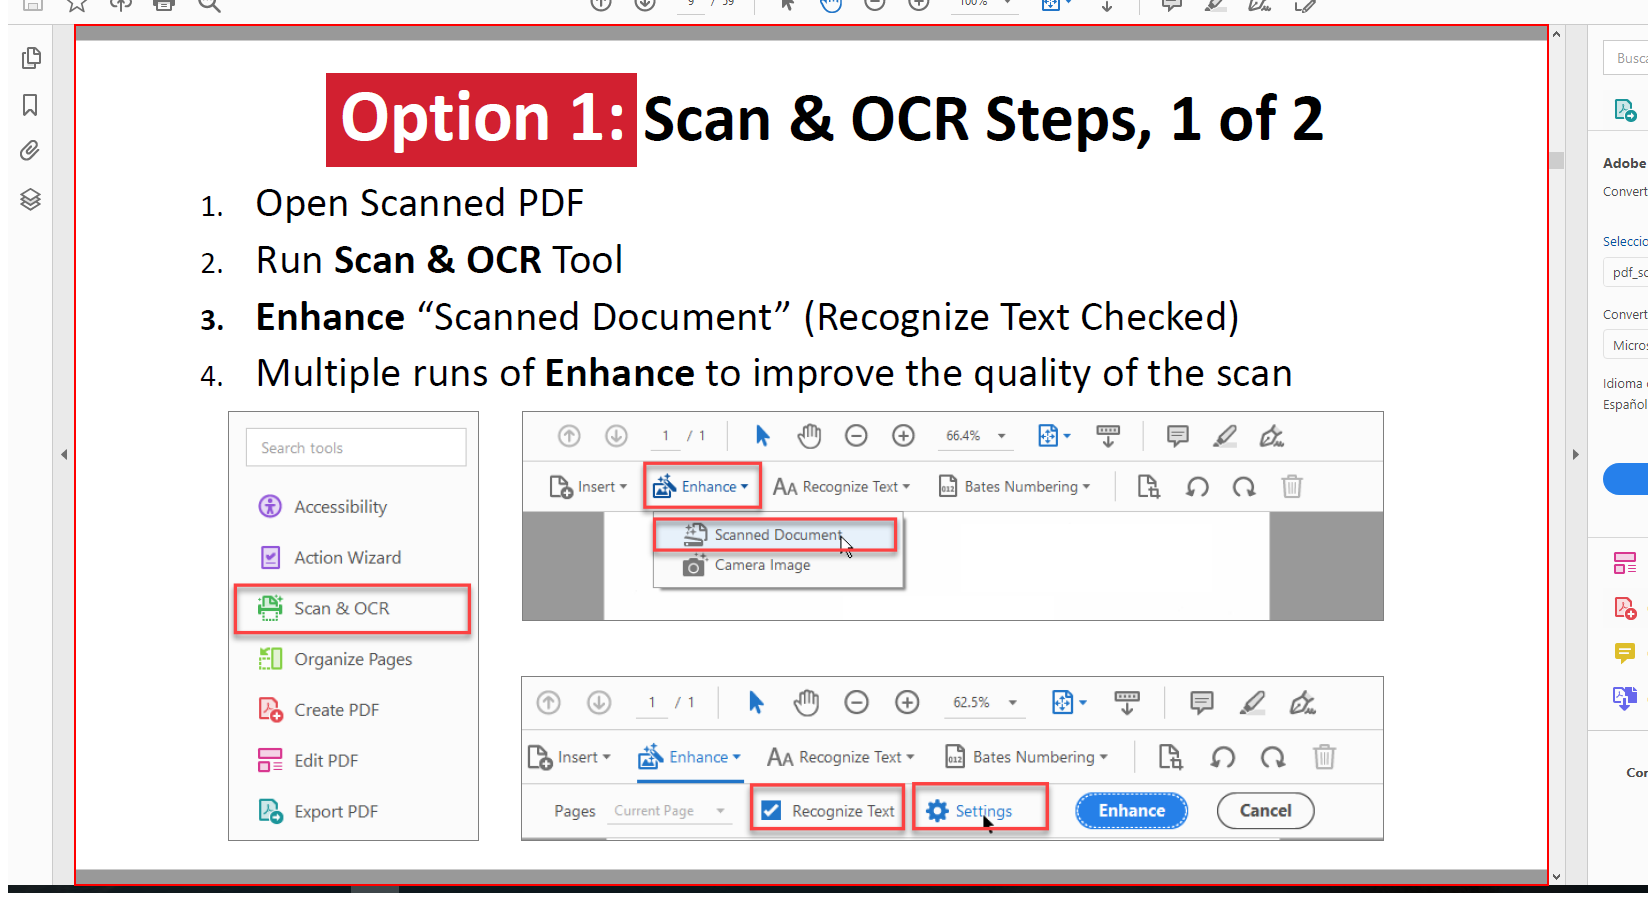 9 / 59
100%
Option 1: Scan & OCR Steps, 1 of 2
1. Open Scanned PDF
2. Run Scan & OCR Tool
3. Enhance “Scanned Document” (Recognize Text Checked)
4. Multiple runs of Enhance to improve the quality of the scan
Search tools
Accessibility
Action Wizard
Scan & OCR
Organize Pages
Create PDF
Edit PDF
Export PDF
1 / 1
66.4%
Insert
Enhance
Recognize Text
Bates Numbering
Scanned Document
Camera Image
1 / 1
62.5%
Insert
Enhance
Recognize Text
Bates Numbering
Pages
Current Page
Recognize Text
Settings
Enhance
Cancel
Busca
Adobe
Convert
Seleccio
pdf_sc
Convert
Micros
Idioma
Español
Cor